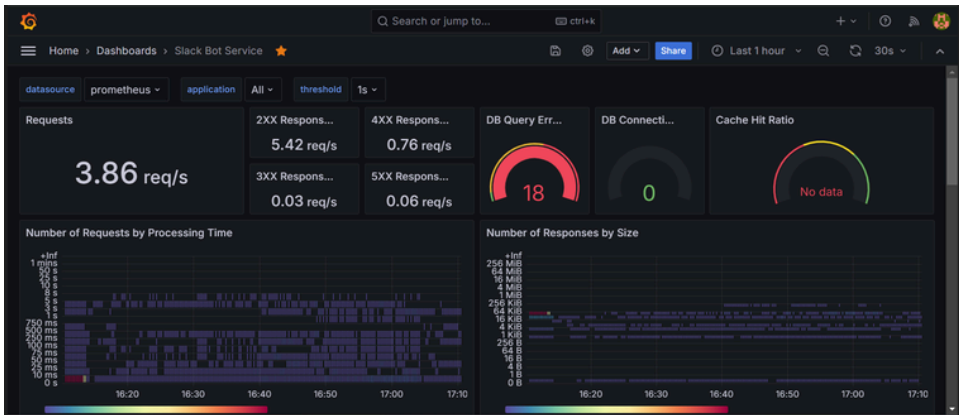 Search or jump to... ctrl+k
Home › Dashboards › Slack Bot Service Add Share Last 1 hour 30s
datasource prometheus application All threshold 1s
Requests
3.86 req/s
2XX Respons...
5.42 req/s
4XX Respons...
0.76 req/s
3XX Respons...
0.03 req/s
5XX Respons...
0.06 req/s
DB Query Err...
18
DB Connecti...
0
Cache Hit Ratio
No data
Number of Requests by Processing Time
+Inf
1 mins
50 s
25 s
10 s
8 s
5 s
3 s
1 s
750 ms
500 ms
250 ms
100 ms
75 ms
50 ms
25 ms
10 ms
0 s
16:20 16:30 16:40 16:50 17:00 17:10
Number of Responses by Size
+Inf
256 MiB
64 MiB
16 MiB
4 MiB
1 MiB
256 KiB
64 KiB
16 KiB
4 KiB
1 KiB
256 B
64 B
16 B
4 B
1 B
0 B
16:20 16:30 16:40 16:50 17:00 17:10